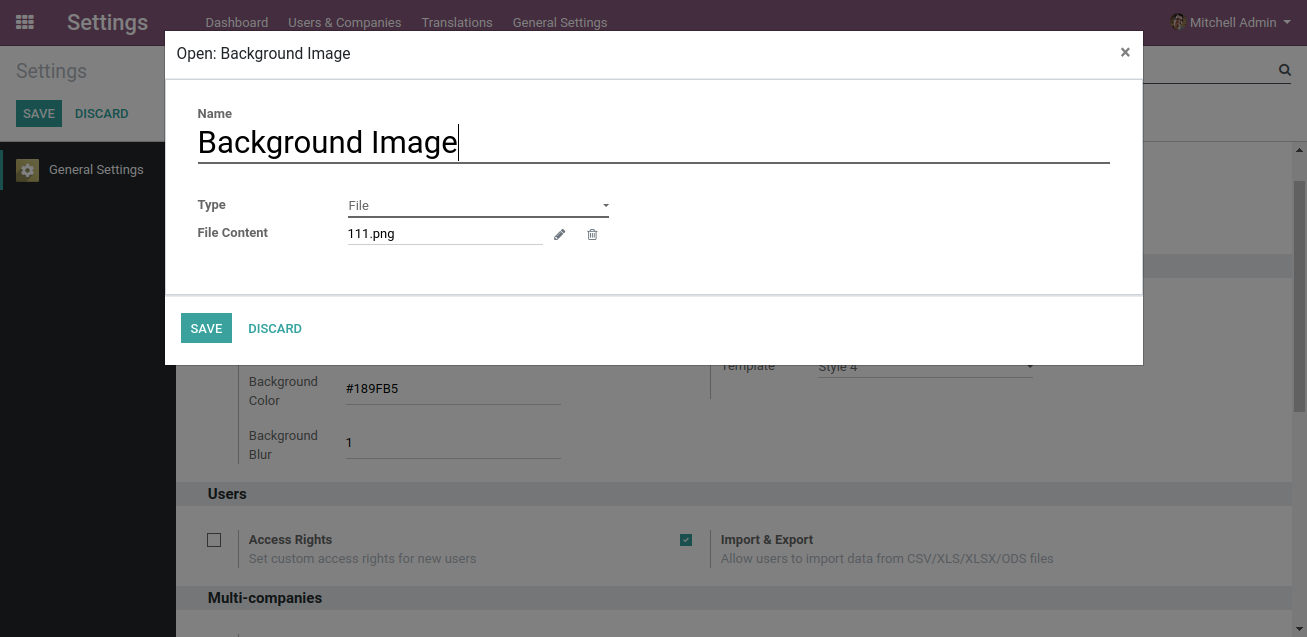 Settings Dashboard Users & Companies Translations General Settings Mitchell Admin
Open: Background Image ×
Settings
Name
SAVE DISCARD
Background Image
General Settings
Type File
File Content 111.png
SAVE DISCARD
Template Style 4
Background Color #189FB5
Background Blur 1
Users
Access Rights
Set custom access rights for new users
Import & Export
Allow users to import data from CSV/XLS/XLSX/ODS files
Multi-companies